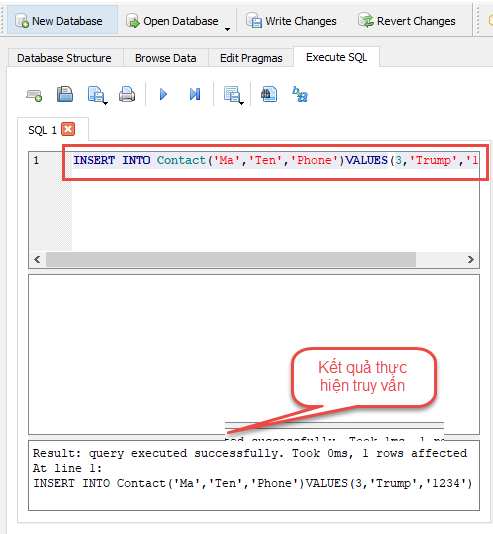 New Database Open Database Write Changes Revert Changes
Database Structure Browse Data Edit Pragmas Execute SQL
SQL 1
1 INSERT INTO Contact('Ma','Ten','Phone')VALUES(3,'Trump','1
Kết quả thực
hiện truy vấn
ted successfully. Took 1ms, 1 row
Result: query executed successfully. Took 0ms, 1 rows affected
At line 1:
INSERT INTO Contact('Ma','Ten','Phone')VALUES(3,'Trump','1234')